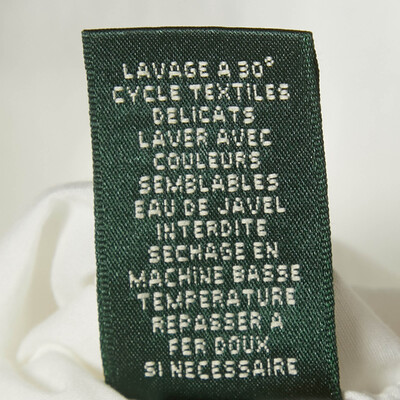 LAVAGE A 30°
CYCLE TEXTILES
DELICATS
LAVER AVEC
COULEURS
SEMBLABLES
EAU DE JAVEL
INTERDITE
SECHAGE EN
MACHINE BASSE
TEMPERATURE
REPASSER A
FER DOUX
SI NECESSAIRE